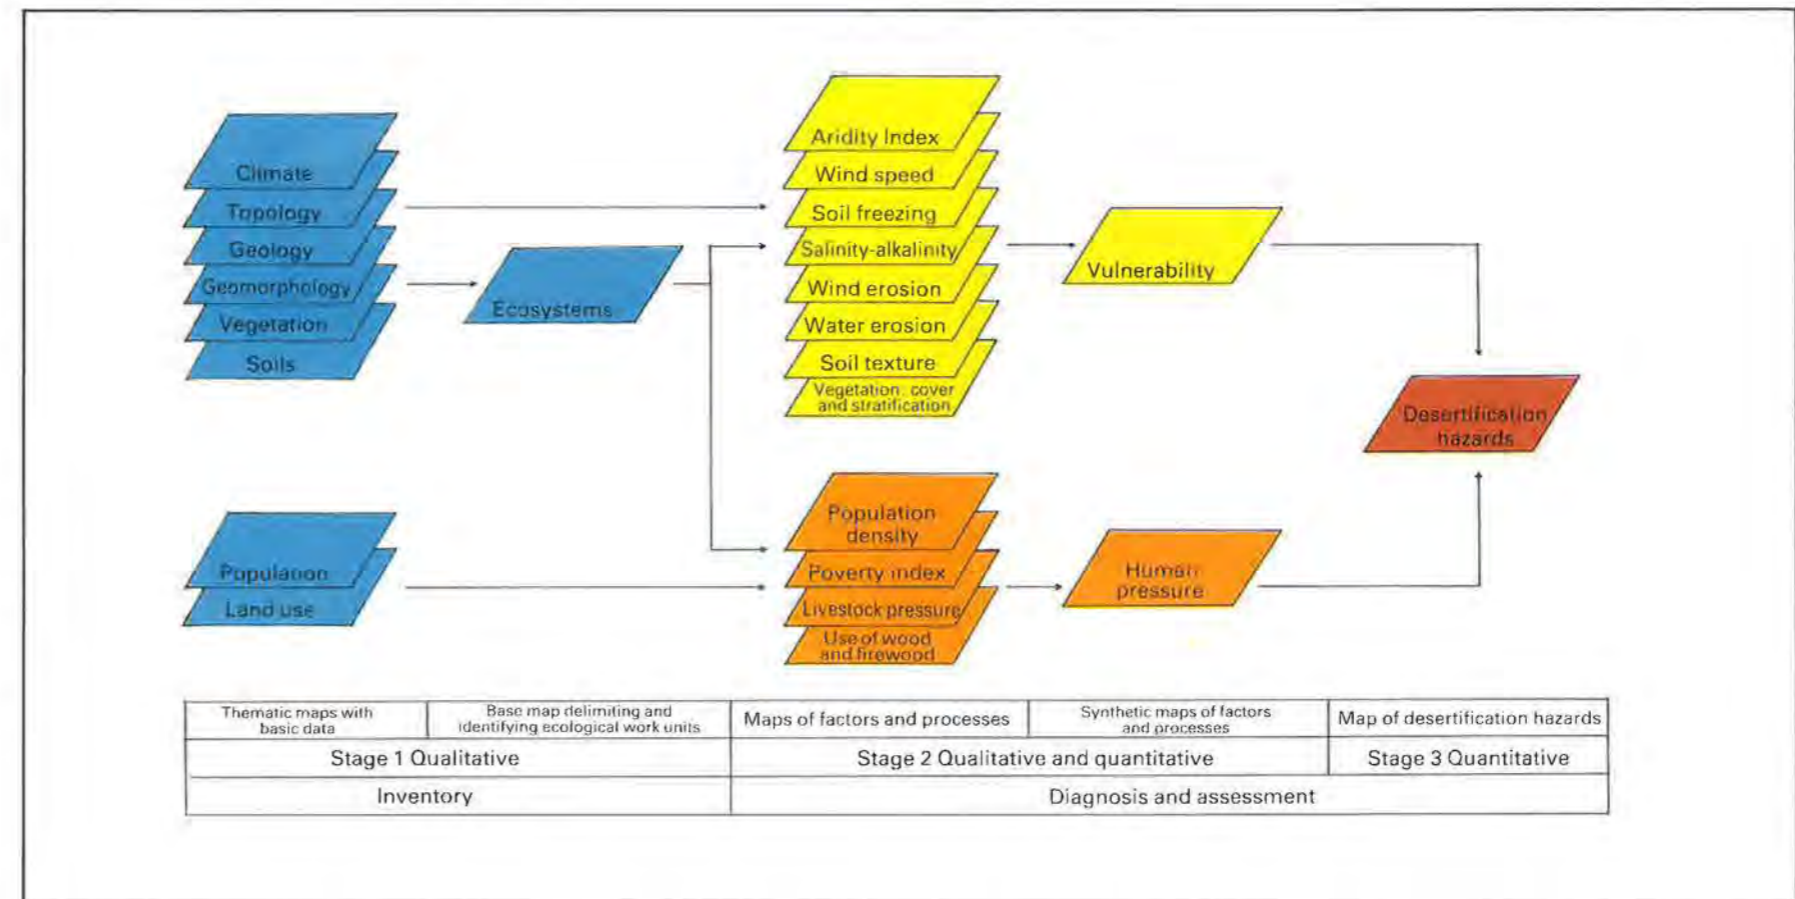 Climate
Topology
Geology
Geomorphology
Vegetation
Soils
Ecosystems
Population
Land use
Aridity Index
Wind speed
Soil freezing
Salinity-alkalinity
Wind erosion
Water erosion
Soil texture
Vegetation: cover
and stratification
Population
density
Poverty index
Livestock pressure
Use of wood
and firewood
Vulnerability
Human
pressure
Desertification
hazards
Thematic maps with
basic data
Base map delimiting and
identifying ecological work units
Maps of factors and processes
Synthetic maps of factors
and processes
Map of desertification hazards
Stage 1 Qualitative
Stage 2 Qualitative and quantitative
Stage 3 Quantitative
Inventory
Diagnosis and assessment